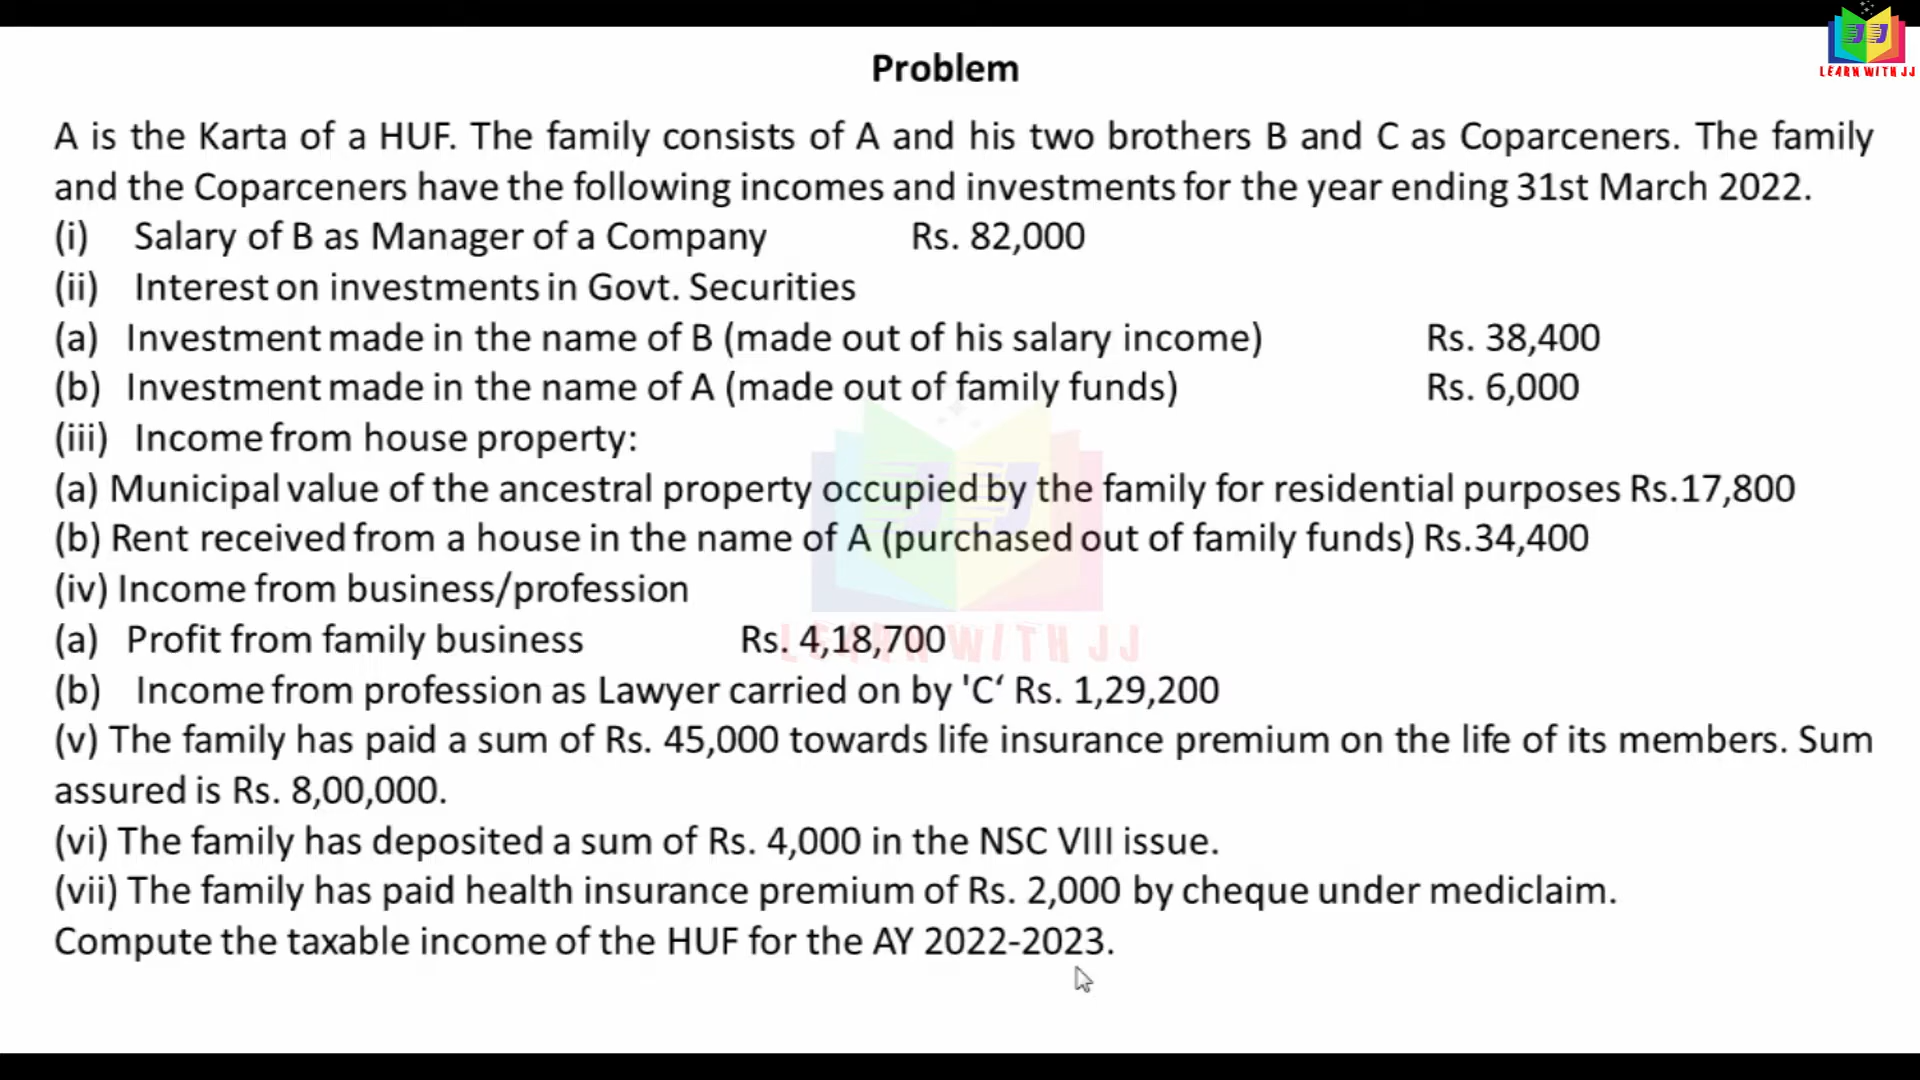 Problem
LEARN WITH JJ
A is the Karta of a HUF. The family consists of A and his two brothers B and C as Coparceners. The family
and the Coparceners have the following incomes and investments for the year ending 31st March 2022.
(i) Salary of B as Manager of a Company Rs. 82,000
(ii) Interest on investments in Govt. Securities
(a) Investment made in the name of B (made out of his salary income) Rs. 38,400
(b) Investment made in the name of A (made out of family funds) Rs. 6,000
(iii) Income from house property:
(a) Municipal value of the ancestral property occupied by the family for residential purposes Rs.17,800
(b) Rent received from a house in the name of A (purchased out of family funds) Rs.34,400
(iv) Income from business/profession
(a) Profit from family business Rs. 4,18,700
LEARN WITH JJ
(b) Income from profession as Lawyer carried on by 'C‘ Rs. 1,29,200
(v) The family has paid a sum of Rs. 45,000 towards life insurance premium on the life of its members. Sum
assured is Rs. 8,00,000.
(vi) The family has deposited a sum of Rs. 4,000 in the NSC VIII issue.
(vii) The family has paid health insurance premium of Rs. 2,000 by cheque under mediclaim.
Compute the taxable income of the HUF for the AY 2022-2023.